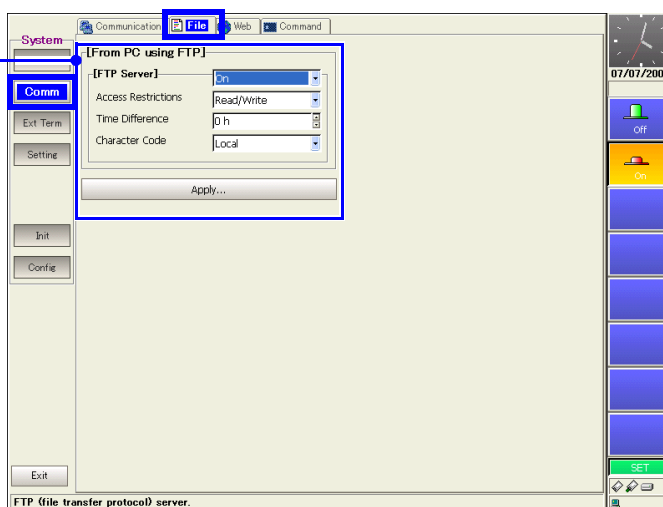 System
Communication File Web Command
[From PC using FTP]
[FTP Server] On
Comm
Access Restrictions Read/Write
Time Difference 0 h
Ext Term
Character Code Local
Setting
Apply...
Init
Config
Exit
FTP (file transfer protocol) server.
07/07/200
Off
On
SET